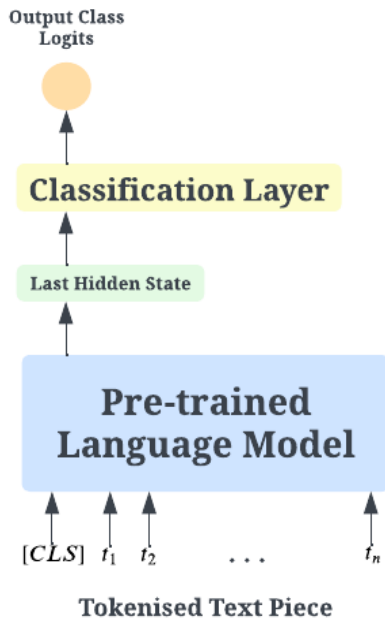 Output Class
Logits
Classification Layer
Last Hidden State
Pre-trained
Language Model
[CLS] t₁ t₂ . . . tₙ
Tokenised Text Piece